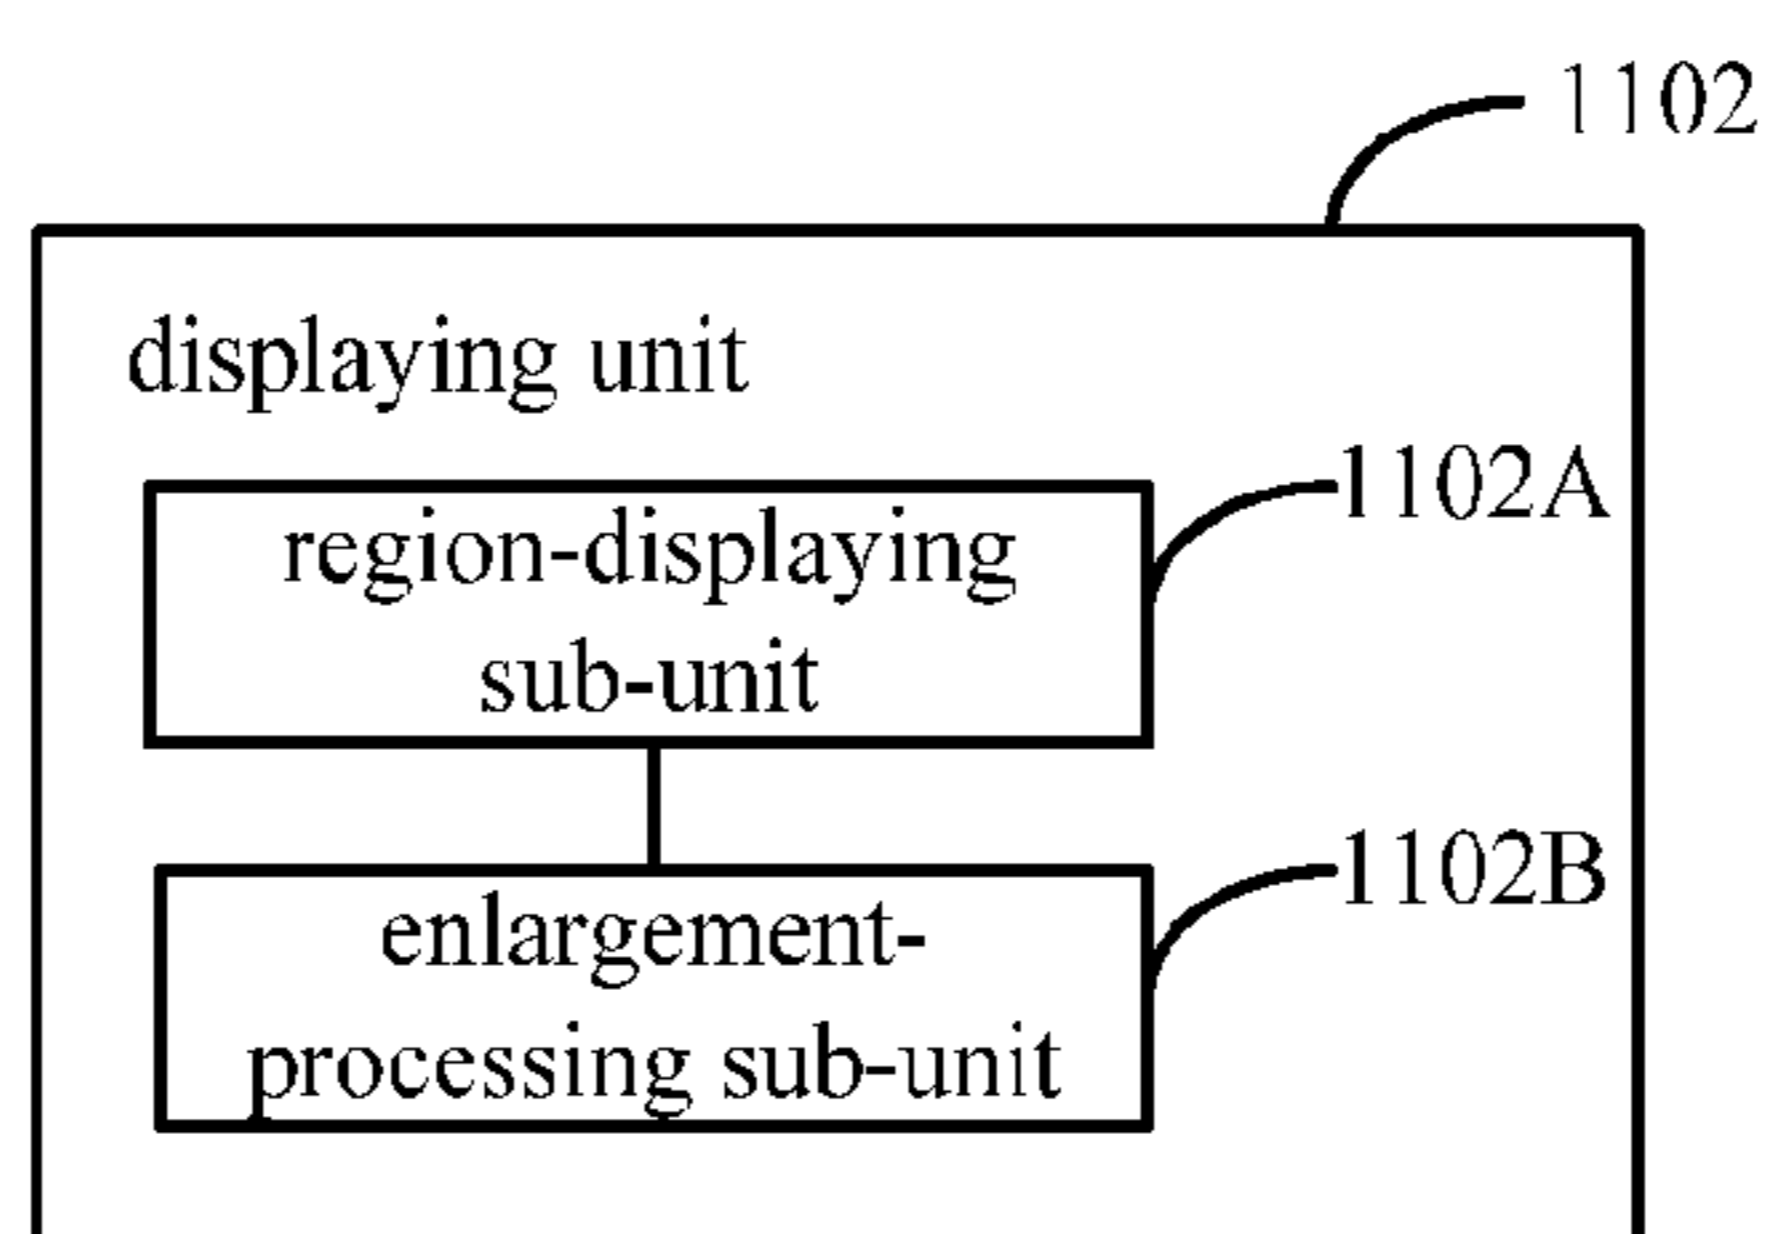 1102
displaying unit
1102A
region-displaying
sub-unit
1102B
enlargement-
processing sub-unit